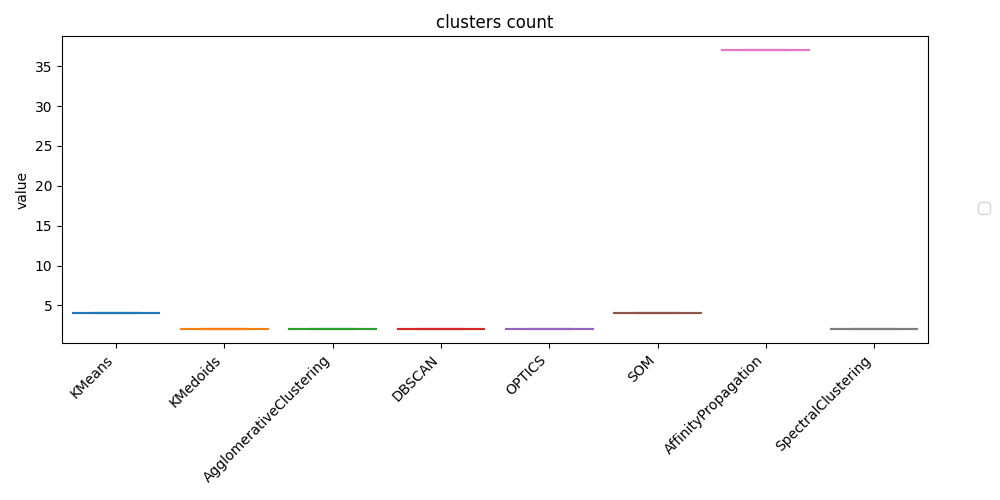 clusters count
value
35
30
25
20
15
10
5
KMeans
KMedoids
AgglomerativeClustering
DBSCAN
OPTICS
SOM
AffinityPropagation
SpectralClustering